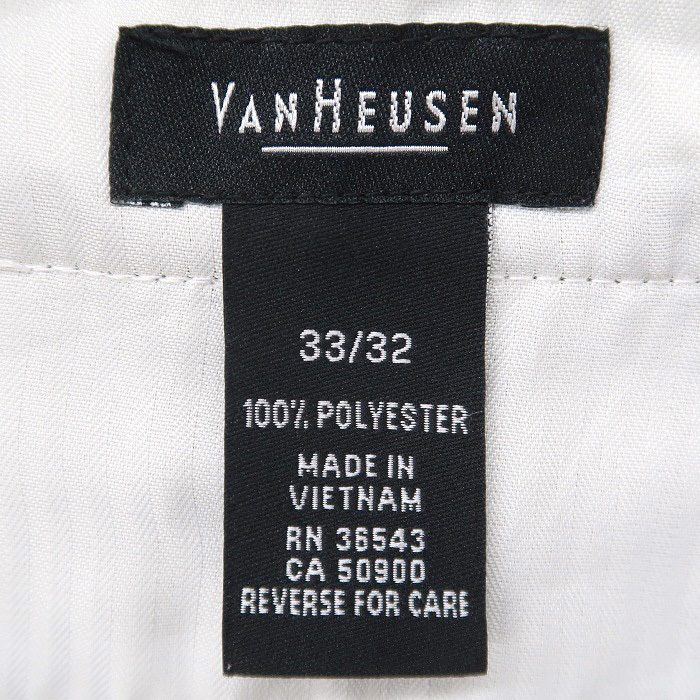 VANHEUSEN
33/32
100% POLYESTER
MADE IN
VIETNAM
RN 36543
CA 50900
REVERSE FOR CARE